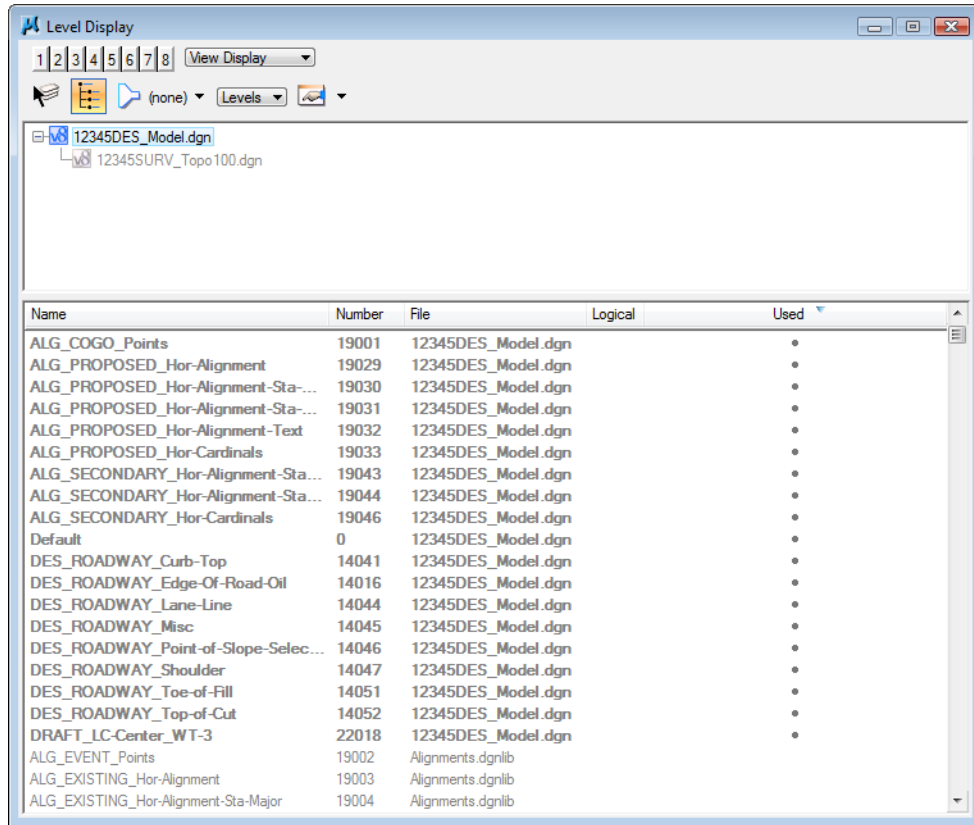 Level Display
1 2 3 4 5 6 7 8 View Display
(none) Levels
v8 12345DES_Model.dgn
v8 12345SURV_Topo100.dgn
Name Number File Logical Used
ALG_COGO_Points 19001 12345DES_Model.dgn
ALG_PROPOSED_Hor-Alignment 19029 12345DES_Model.dgn
ALG_PROPOSED_Hor-Alignment-Sta-... 19030 12345DES_Model.dgn
ALG_PROPOSED_Hor-Alignment-Sta-... 19031 12345DES_Model.dgn
ALG_PROPOSED_Hor-Alignment-Text 19032 12345DES_Model.dgn
ALG_PROPOSED_Hor-Cardinals 19033 12345DES_Model.dgn
ALG_SECONDARY_Hor-Alignment-Sta... 19043 12345DES_Model.dgn
ALG_SECONDARY_Hor-Alignment-Sta... 19044 12345DES_Model.dgn
ALG_SECONDARY_Hor-Cardinals 19046 12345DES_Model.dgn
Default 0 12345DES_Model.dgn
DES_ROADWAY_Curb-Top 14041 12345DES_Model.dgn
DES_ROADWAY_Edge-Of-Road-Oil 14016 12345DES_Model.dgn
DES_ROADWAY_Lane-Line 14044 12345DES_Model.dgn
DES_ROADWAY_Misc 14045 12345DES_Model.dgn
DES_ROADWAY_Point-of-Slope-Selec... 14046 12345DES_Model.dgn
DES_ROADWAY_Shoulder 14047 12345DES_Model.dgn
DES_ROADWAY_Toe-of-Fill 14051 12345DES_Model.dgn
DES_ROADWAY_Top-of-Cut 14052 12345DES_Model.dgn
DRAFT_LC-Center_WT-3 22018 12345DES_Model.dgn
ALG_EVENT_Points 19002 Alignments.dgnlib
ALG_EXISTING_Hor-Alignment 19003 Alignments.dgnlib
ALG_EXISTING_Hor-Alignment-Sta-Major 19004 Alignments.dgnlib